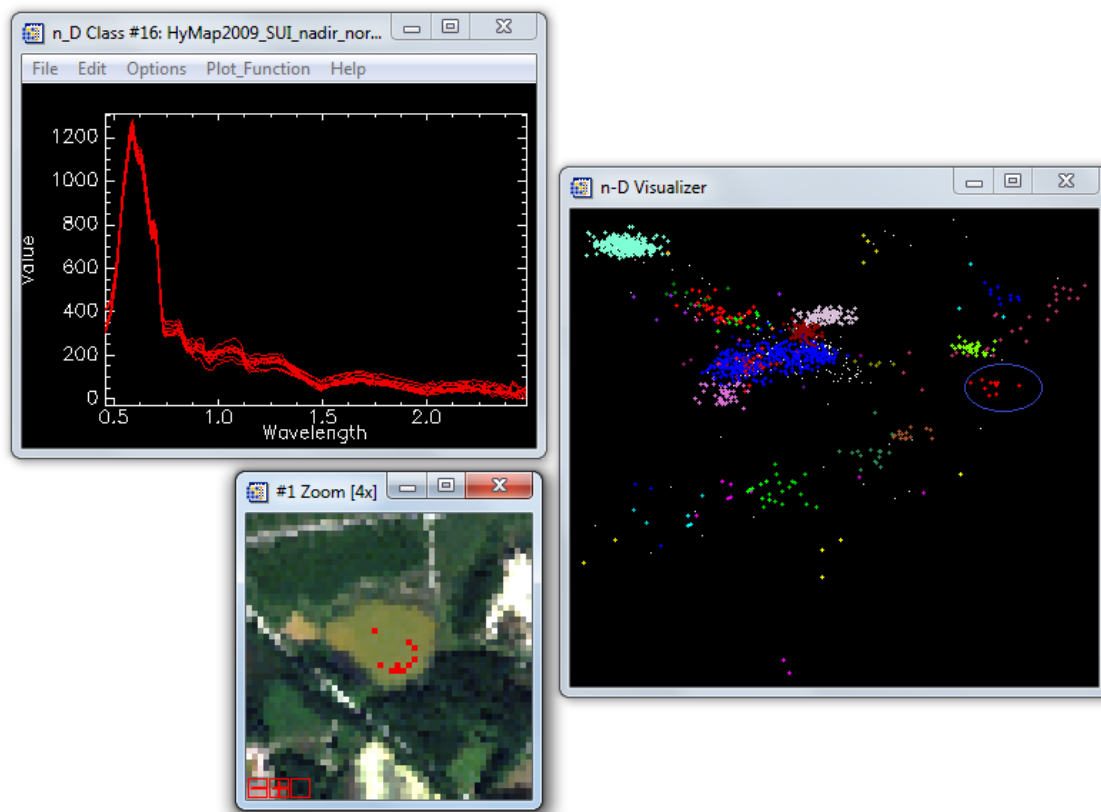 n_D Class #16: HyMap2009_SUI_nadir_nor...
File Edit Options Plot_Function Help
1200
1000
800
600
400
200
0
Value
0.5 1.0 1.5 2.0
Wavelength
n-D Visualizer
#1 Zoom [4x]